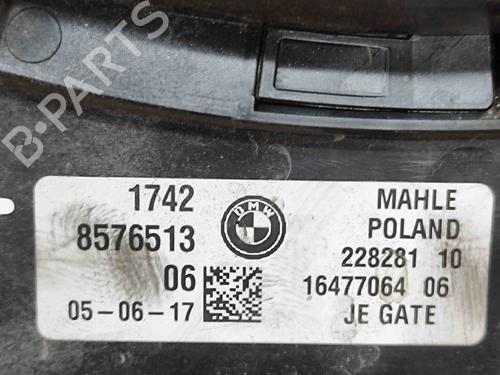 B-PARTS
1742
8576513
06
05-06-17
BMW
MAHLE
POLAND
228281 10
16477064 06
JE GATE